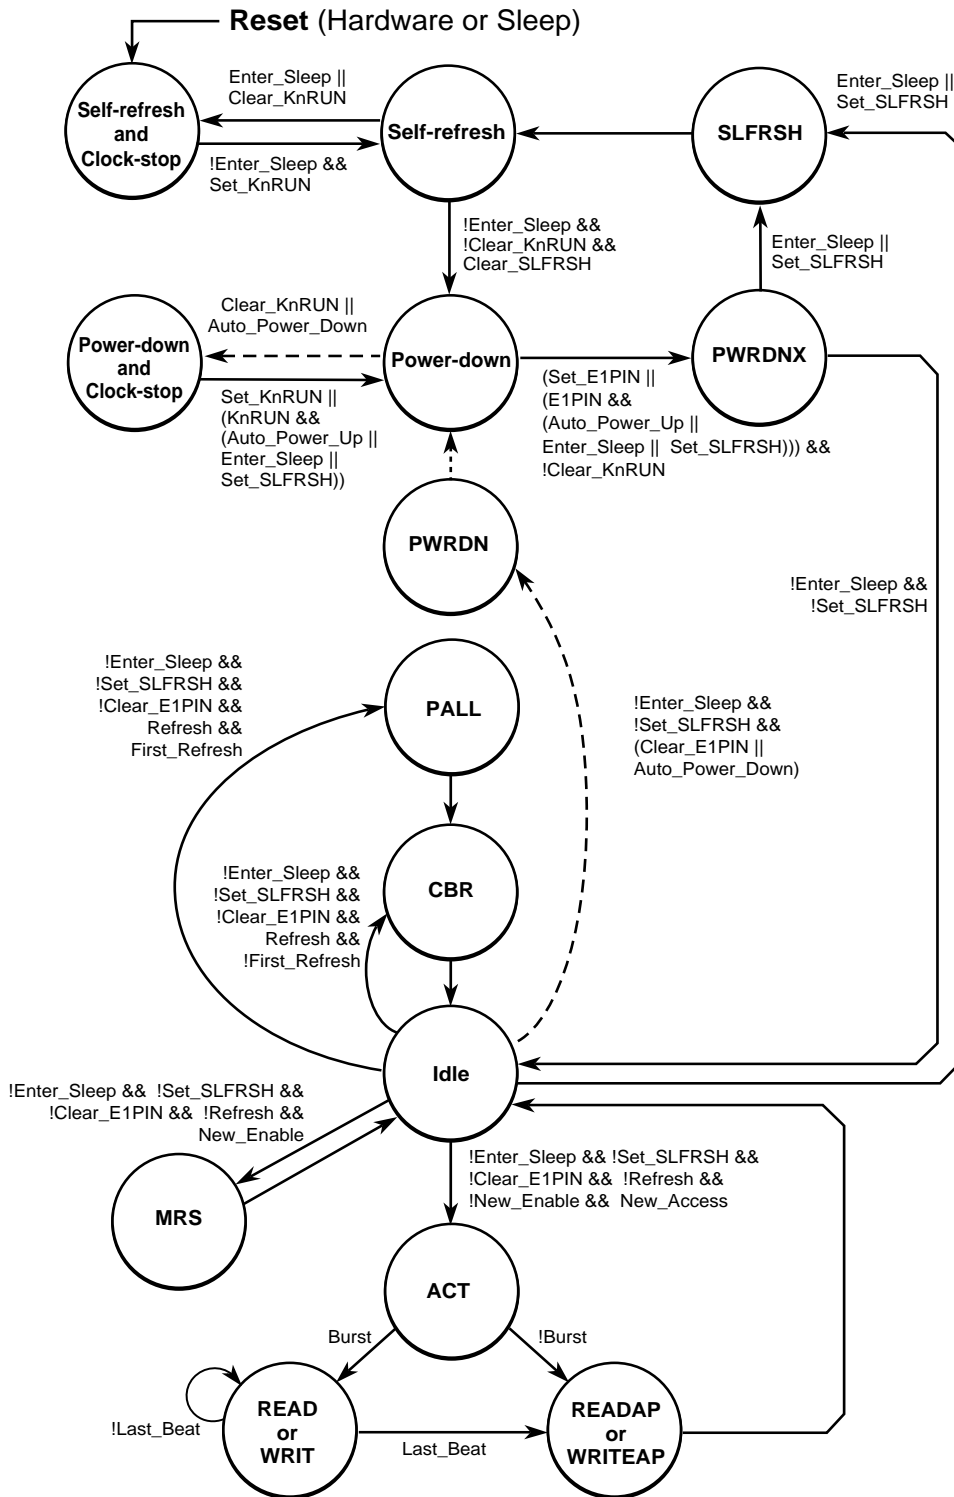 Reset (Hardware or Sleep)
Enter_Sleep ||
Clear_KnRUN
Enter_Sleep ||
Set_SLFRSH
Self-refresh
and
Clock-stop
Self-refresh
SLFRSH
!Enter_Sleep &&
Set_KnRUN
!Enter_Sleep &&
!Clear_KnRUN &&
Clear_SLFRSH
Enter_Sleep ||
Set_SLFRSH
Clear_KnRUN ||
Auto_Power_Down
Power-down
and
Clock-stop
Power-down
PWRDNX
Set_KnRUN ||
(KnRUN &&
(Auto_Power_Up ||
Enter_Sleep ||
Set_SLFRSH))
(Set_E1PIN ||
(E1PIN &&
(Auto_Power_Up ||
Enter_Sleep || Set_SLFRSH))) &&
!Clear_KnRUN
PWRDN
!Enter_Sleep &&
!Set_SLFRSH
!Enter_Sleep &&
!Set_SLFRSH &&
!Clear_E1PIN &&
Refresh &&
First_Refresh
PALL
!Enter_Sleep &&
!Set_SLFRSH &&
(Clear_E1PIN ||
Auto_Power_Down)
!Enter_Sleep &&
!Set_SLFRSH &&
!Clear_E1PIN &&
Refresh &&
!First_Refresh
CBR
Idle
!Enter_Sleep && !Set_SLFRSH &&
!Clear_E1PIN && !Refresh &&
New_Enable
!Enter_Sleep && !Set_SLFRSH &&
!Clear_E1PIN && !Refresh &&
!New_Enable && New_Access
MRS
ACT
Burst
!Burst
!Last_Beat
READ
or
WRIT
Last_Beat
READAP
or
WRITEAP